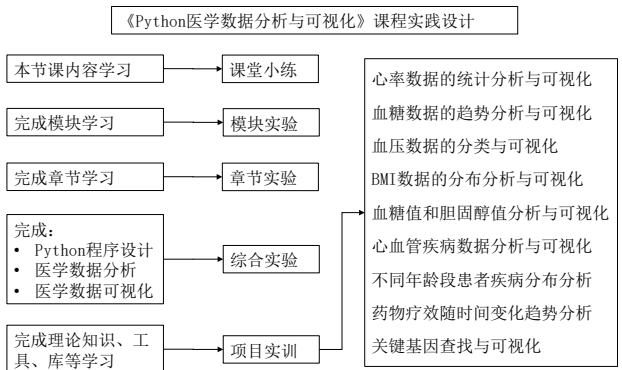 《Python医学数据分析与可视化》课程实践设计
本节课内容学习
课堂小练
完成模块学习
模块实验
完成章节学习
章节实验
完成：
• Python程序设计
• 医学数据分析
• 医学数据可视化
综合实验
完成理论知识、工
具、库等学习
项目实训
心率数据的统计分析与可视化
血糖数据的趋势分析与可视化
血压数据的分类与可视化
BMI数据的分布分析与可视化
血糖值和胆固醇值分析与可视化
心血管疾病数据分析与可视化
不同年龄段患者疾病分布分析
药物疗效随时间变化趋势分析
关键基因查找与可视化